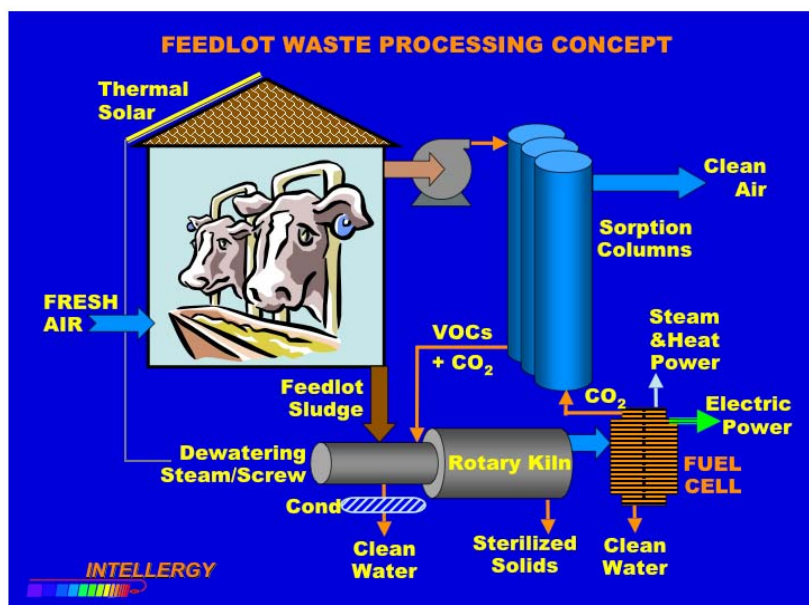 FEEDLOT WASTE PROCESSING CONCEPT
Thermal
Solar
Clean
Air
Sorption
Columns
FRESH
AIR
VOCs
+ CO₂
Steam
&Heat
Power
Feedlot
Sludge
CO₂
Electric
Power
Dewatering
Steam/Screw
Rotary Kiln
FUEL
CELL
Cond
Clean
Water
Sterilized
Solids
Clean
Water
INTELLERGY